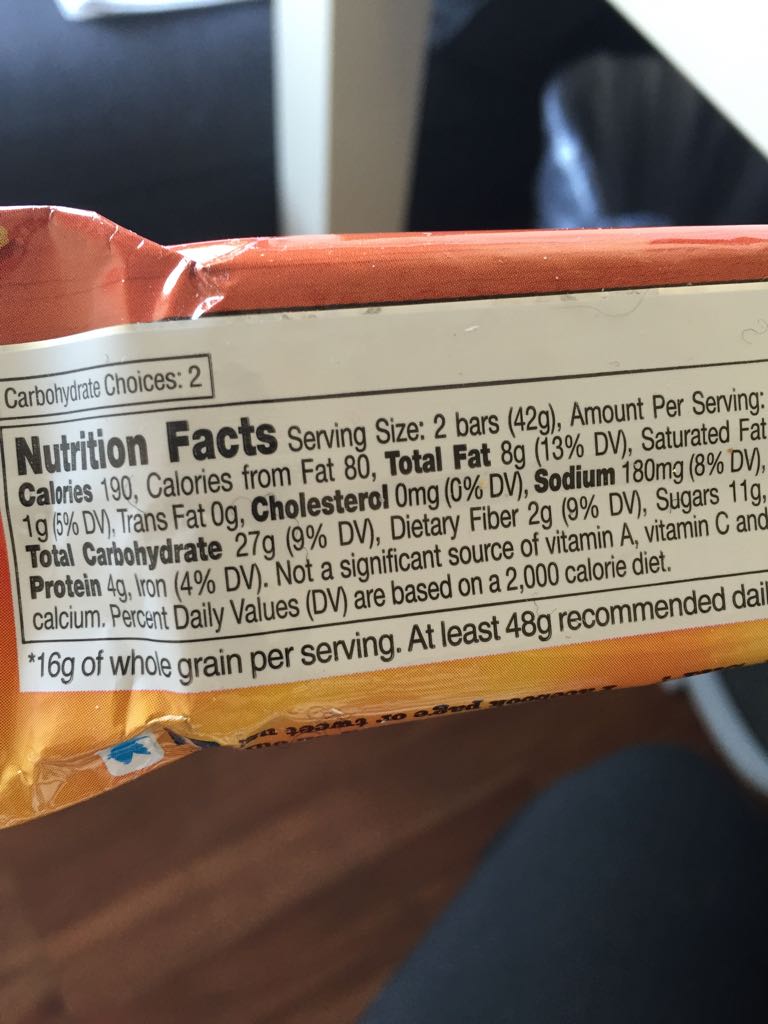 Carbohydrate Choices: 2
Nutrition Facts Serving Size: 2 bars (42g), Amount Per Serving:
Calories 190, Calories from Fat 80, Total Fat 8g (13% DV), Saturated Fat
1g (5% DV), Trans Fat 0g, Cholesterol 0mg (0% DV), Sodium 180mg (8% DV),
Total Carbohydrate 27g (9% DV), Dietary Fiber 2g (9% DV), Sugars 11g,
Protein 4g, Iron (4% DV). Not a significant source of vitamin A, vitamin C and
calcium. Percent Daily Values (DV) are based on a 2,000 calorie diet.
*16g of whole grain per serving. At least 48g recommended dail
page or tweet